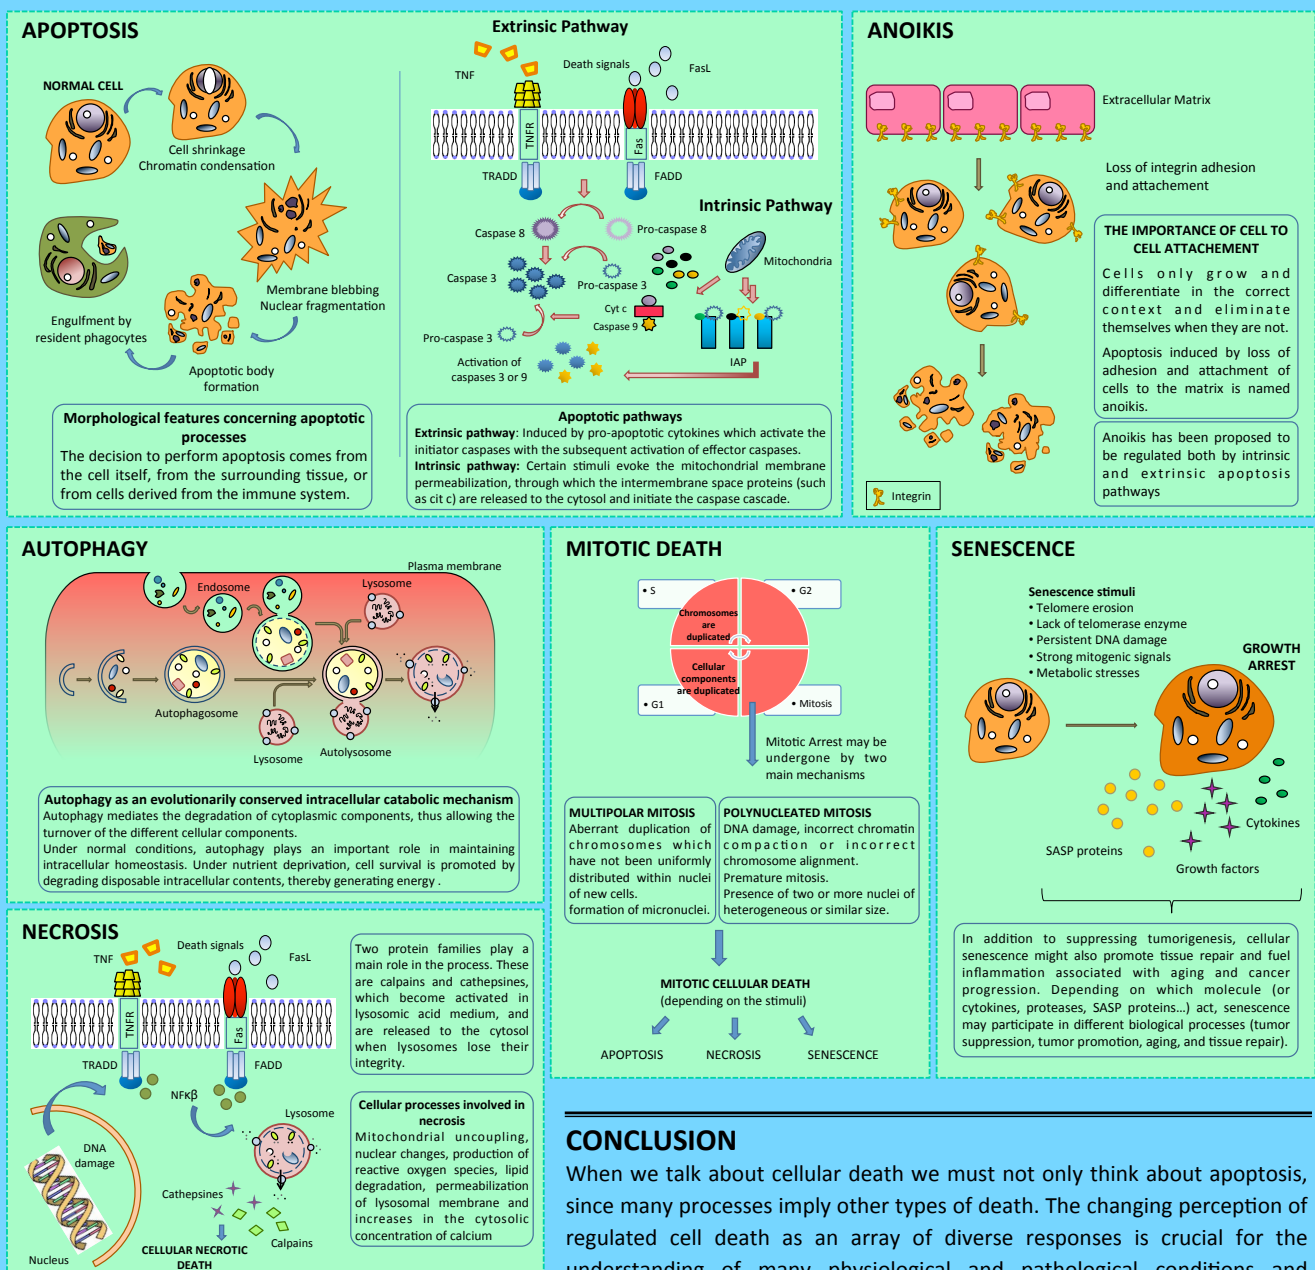 APOPTOSIS
NORMAL CELL
Cell shrinkage
Chromatin condensation
Membrane blebbing
Nuclear fragmentation
Apoptotic body
formation
Engulfment by
resident phagocytes
Morphological features concerning apoptotic
processes
The decision to perform apoptosis comes from
the cell itself, from the surrounding tissue, or
from cells derived from the immune system.
Extrinsic Pathway
TNF
Death signals
FasL
TNFR
Fas
TRADD
FADD
Intrinsic Pathway
Caspase 8
Pro-caspase 8
Mitochondria
Caspase 3
Pro-caspase 3
Cyt c
Caspase 9
Pro-caspase 3
IAP
Activation of
caspases 3 or 9
Apoptotic pathways
Extrinsic pathway: Induced by pro-apoptotic cytokines which activate the
initiator caspases with the subsequent activation of effector caspases.
Intrinsic pathway: Certain stimuli evoke the mitochondrial membrane
permeabilization, through which the intermembrane space proteins (such
as cit c) are released to the cytosol and initiate the caspase cascade.
ANOIKIS
Extracellular Matrix
Loss of integrin adhesion
and attachement
THE IMPORTANCE OF CELL TO
CELL ATTACHEMENT
Cells only grow and
differentiate in the correct
context and eliminate
themselves when they are not.
Apoptosis induced by loss of
adhesion and attachment of
cells to the matrix is named
anoikis.
Anoikis has been proposed to
be regulated both by intrinsic
and extrinsic apoptosis
pathways
Integrin
AUTOPHAGY
Plasma membrane
Endosome
Lysosome
Autophagosome
Lysosome
Autolysosome
Autophagy as an evolutionarily conserved intracellular catabolic mechanism
Autophagy mediates the degradation of cytoplasmic components, thus allowing the
turnover of the different cellular components.
Under normal conditions, autophagy plays an important role in maintaining
intracellular homeostasis. Under nutrient deprivation, cell survival is promoted by
degrading disposable intracellular contents, thereby generating energy .
MITOTIC DEATH
• S
• G2
Chromosomes
are
duplicated
Cellular
components
are duplicated
• G1
• Mitosis
Mitotic Arrest may be
undergone by two
main mechanisms
MULTIPOLAR MITOSIS
Aberrant duplication of
chromosomes which
have not been uniformly
distributed within nuclei
of new cells.
formation of micronuclei.
POLYNUCLEATED MITOSIS
DNA damage, incorrect chromatin
compaction or incorrect
chromosome alignment.
Premature mitosis.
Presence of two or more nuclei of
heterogeneous or similar size.
MITOTIC CELLULAR DEATH
(depending on the stimuli)
APOPTOSIS
NECROSIS
SENESCENCE
SENESCENCE
Senescence stimuli
• Telomere erosion
• Lack of telomerase enzyme
• Persistent DNA damage
• Strong mitogenic signals
• Metabolic stresses
GROWTH
ARREST
Cytokines
SASP proteins
Growth factors
In addition to suppressing tumorigenesis, cellular
senescence might also promote tissue repair and fuel
inflammation associated with aging and cancer
progression. Depending on which molecule (or
cytokines, proteases, SASP proteins...) act, senescence
may participate in different biological processes (tumor
suppression, tumor promotion, aging, and tissue repair).
NECROSIS
TNF
Death signals
FasL
TNFR
Fas
TRADD
FADD
NFκβ
Lysosome
DNA
damage
Cathepsines
Calpains
CELLULAR NECROTIC
DEATH
Nucleus
Two protein families play a
main role in the process. These
are calpains and cathepsines,
which become activated in
lysosomic acid medium, and
are released to the cytosol
when lysosomes lose their
integrity.
Cellular processes involved in
necrosis
Mitochondrial uncoupling,
nuclear changes, production of
reactive oxygen species, lipid
degradation, permeabilization
of lysosomal membrane and
increases in the cytosolic
concentration of calcium
CONCLUSION
When we talk about cellular death we must not only think about apoptosis,
since many processes imply other types of death. The changing perception of
regulated cell death as an array of diverse responses is crucial for the
understanding of many physiological and pathological conditions and